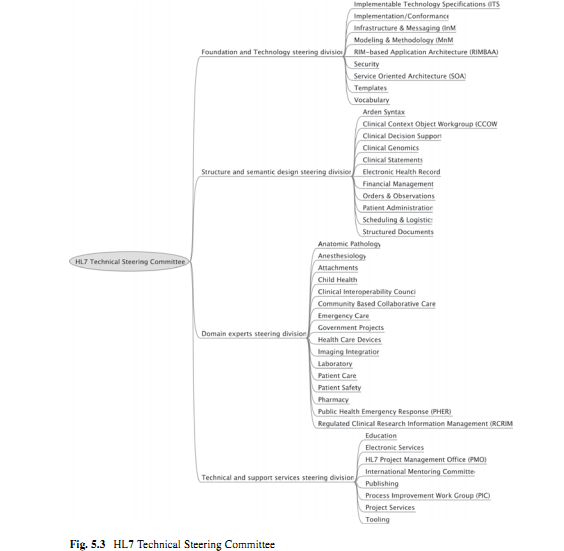 Implementable Technology Specifications (ITS
Implementation/Conformance
Infrastructure & Messaging (InM
Modeling & Methodology (MnM
Foundation and Technology steering division
RIM-based Application Architecture (RIMBAA)
Security
Service Oriented Architecture (SOA)
Templates
Vocabulary
Arden Syntax
Clinical Context Object Workgroup (CCOW
Clinical Decision Support
Clinical Genomics
Clinical Statements
Structure and semantic design steering division
Electronic Health Record
Financial Management
Orders & Observations
Patient Administration
Scheduling & Logistics
Structured Documents
HL7 Technical Steering Committee
Anatomic Pathology
Anesthesiology
Attachments
Child Health
Clinical Interoperability Counci
Community Based Collaborative Care
Emergency Care
Government Projects
Domain experts steering division
Health Care Devices
Imaging Integration
Laboratory
Patient Care
Patient Safety
Pharmacy
Public Health Emergency Response (PHER)
Regulated Clinical Research Information Management (RCRIM
Education
Electronic Services
HL7 Project Management Office (PMO)
International Mentoring Committe
Technical and support services steering division
Publishing
Process Improvement Work Group (PIC)
Project Services
Tooling
Fig. 5.3 HL7 Technical Steering Committee